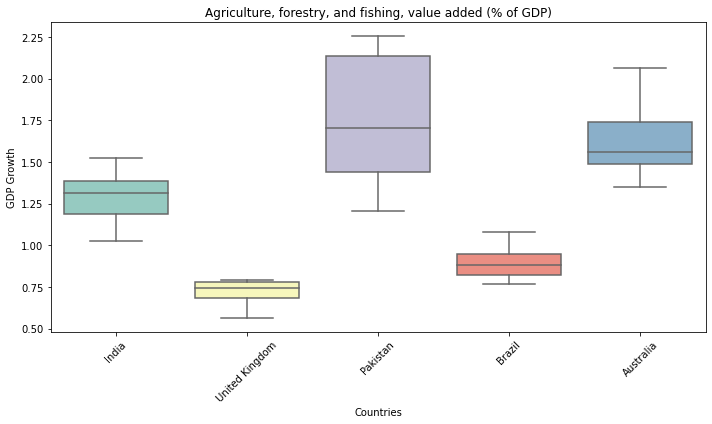 Agriculture, forestry, and fishing, value added (% of GDP)
2.25
2.00
1.75
1.50
1.25
1.00
0.75
0.50
GDP Growth
India
United Kingdom
Pakistan
Brazil
Australia
Countries